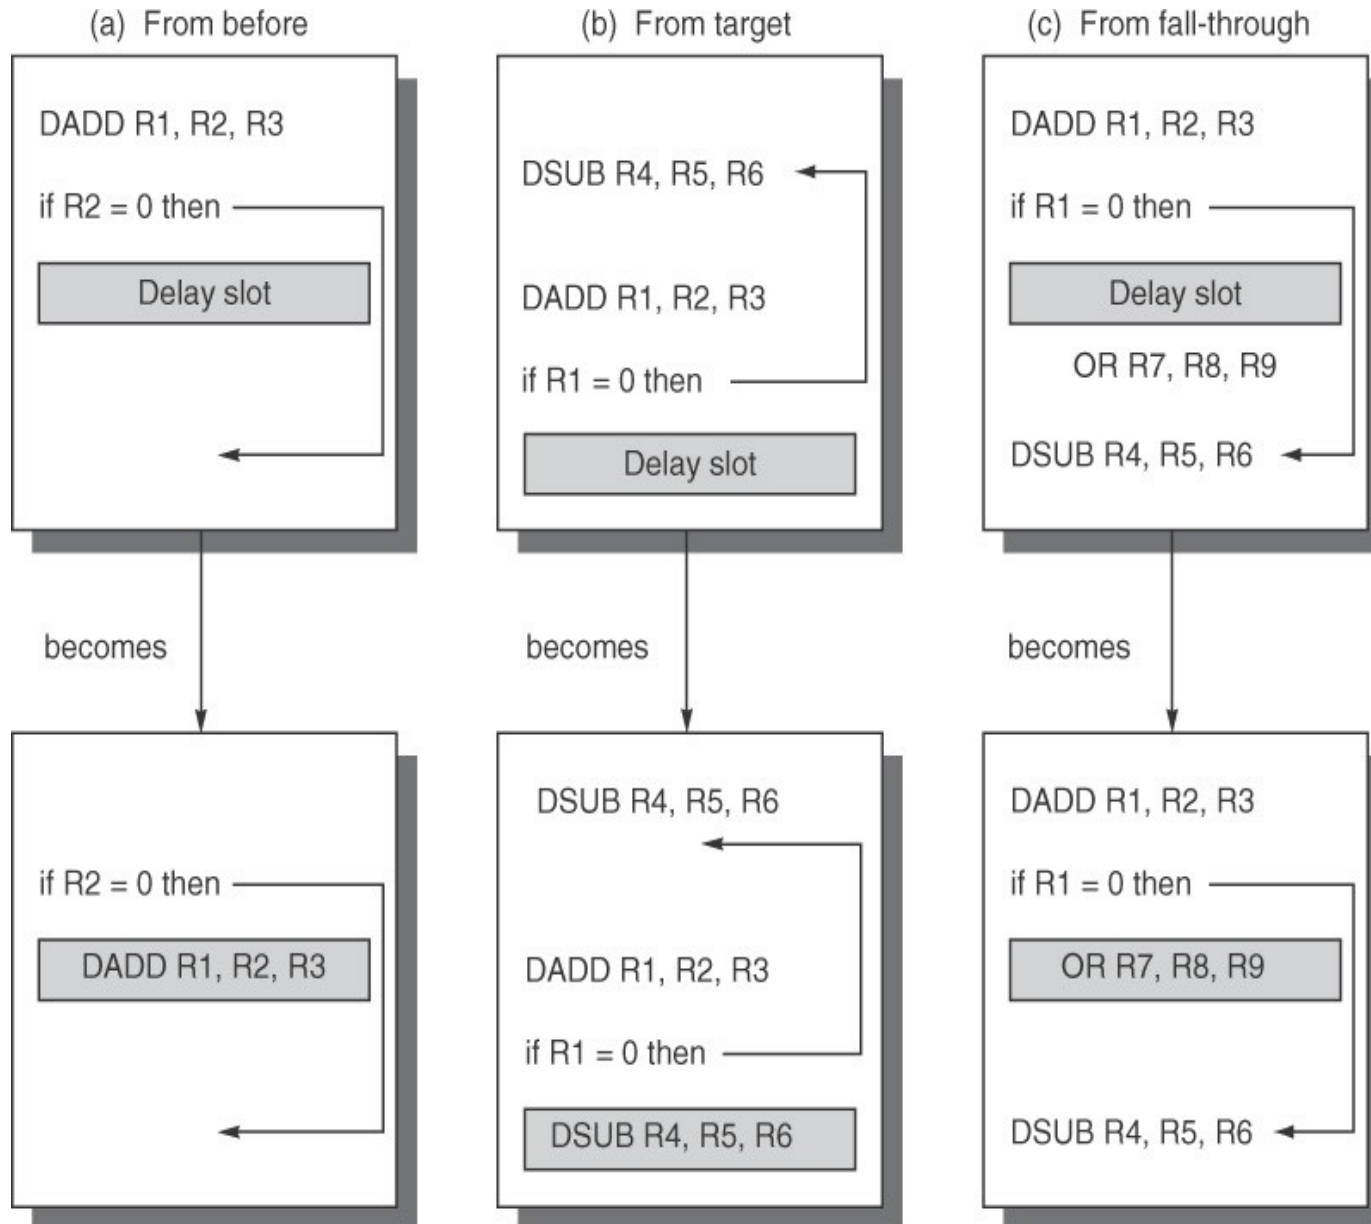 (a) From before
DADD R1, R2, R3
if R2 = 0 then
Delay slot
becomes
if R2 = 0 then
DADD R1, R2, R3
(b) From target
DSUB R4, R5, R6
DADD R1, R2, R3
if R1 = 0 then
Delay slot
becomes
DSUB R4, R5, R6
DADD R1, R2, R3
if R1 = 0 then
DSUB R4, R5, R6
(c) From fall-through
DADD R1, R2, R3
if R1 = 0 then
Delay slot
OR R7, R8, R9
DSUB R4, R5, R6
becomes
DADD R1, R2, R3
if R1 = 0 then
OR R7, R8, R9
DSUB R4, R5, R6